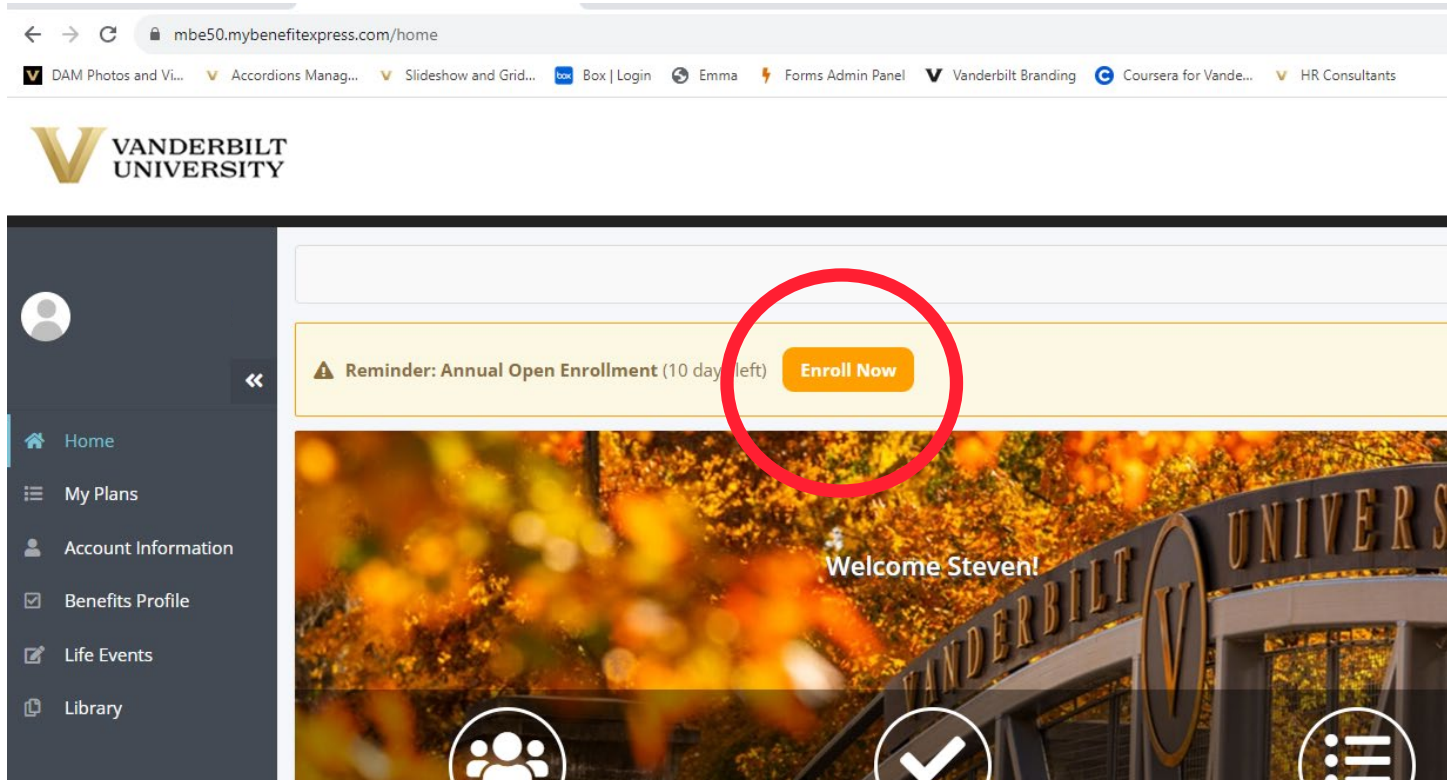 mbe50.mybenefitexpress.com/home
DAM Photos and Vi... Accordions Manag... Slideshow and Grid... box Box | Login Emma Forms Admin Panel Vanderbilt Branding Coursera for Vande... HR Consultants
VANDERBILT
UNIVERSITY
Reminder: Annual Open Enrollment (10 days left) Enroll Now
Home
My Plans
Account Information
Benefits Profile
Life Events
Library
Welcome Steven!
VANDERBILT V UNIVERS